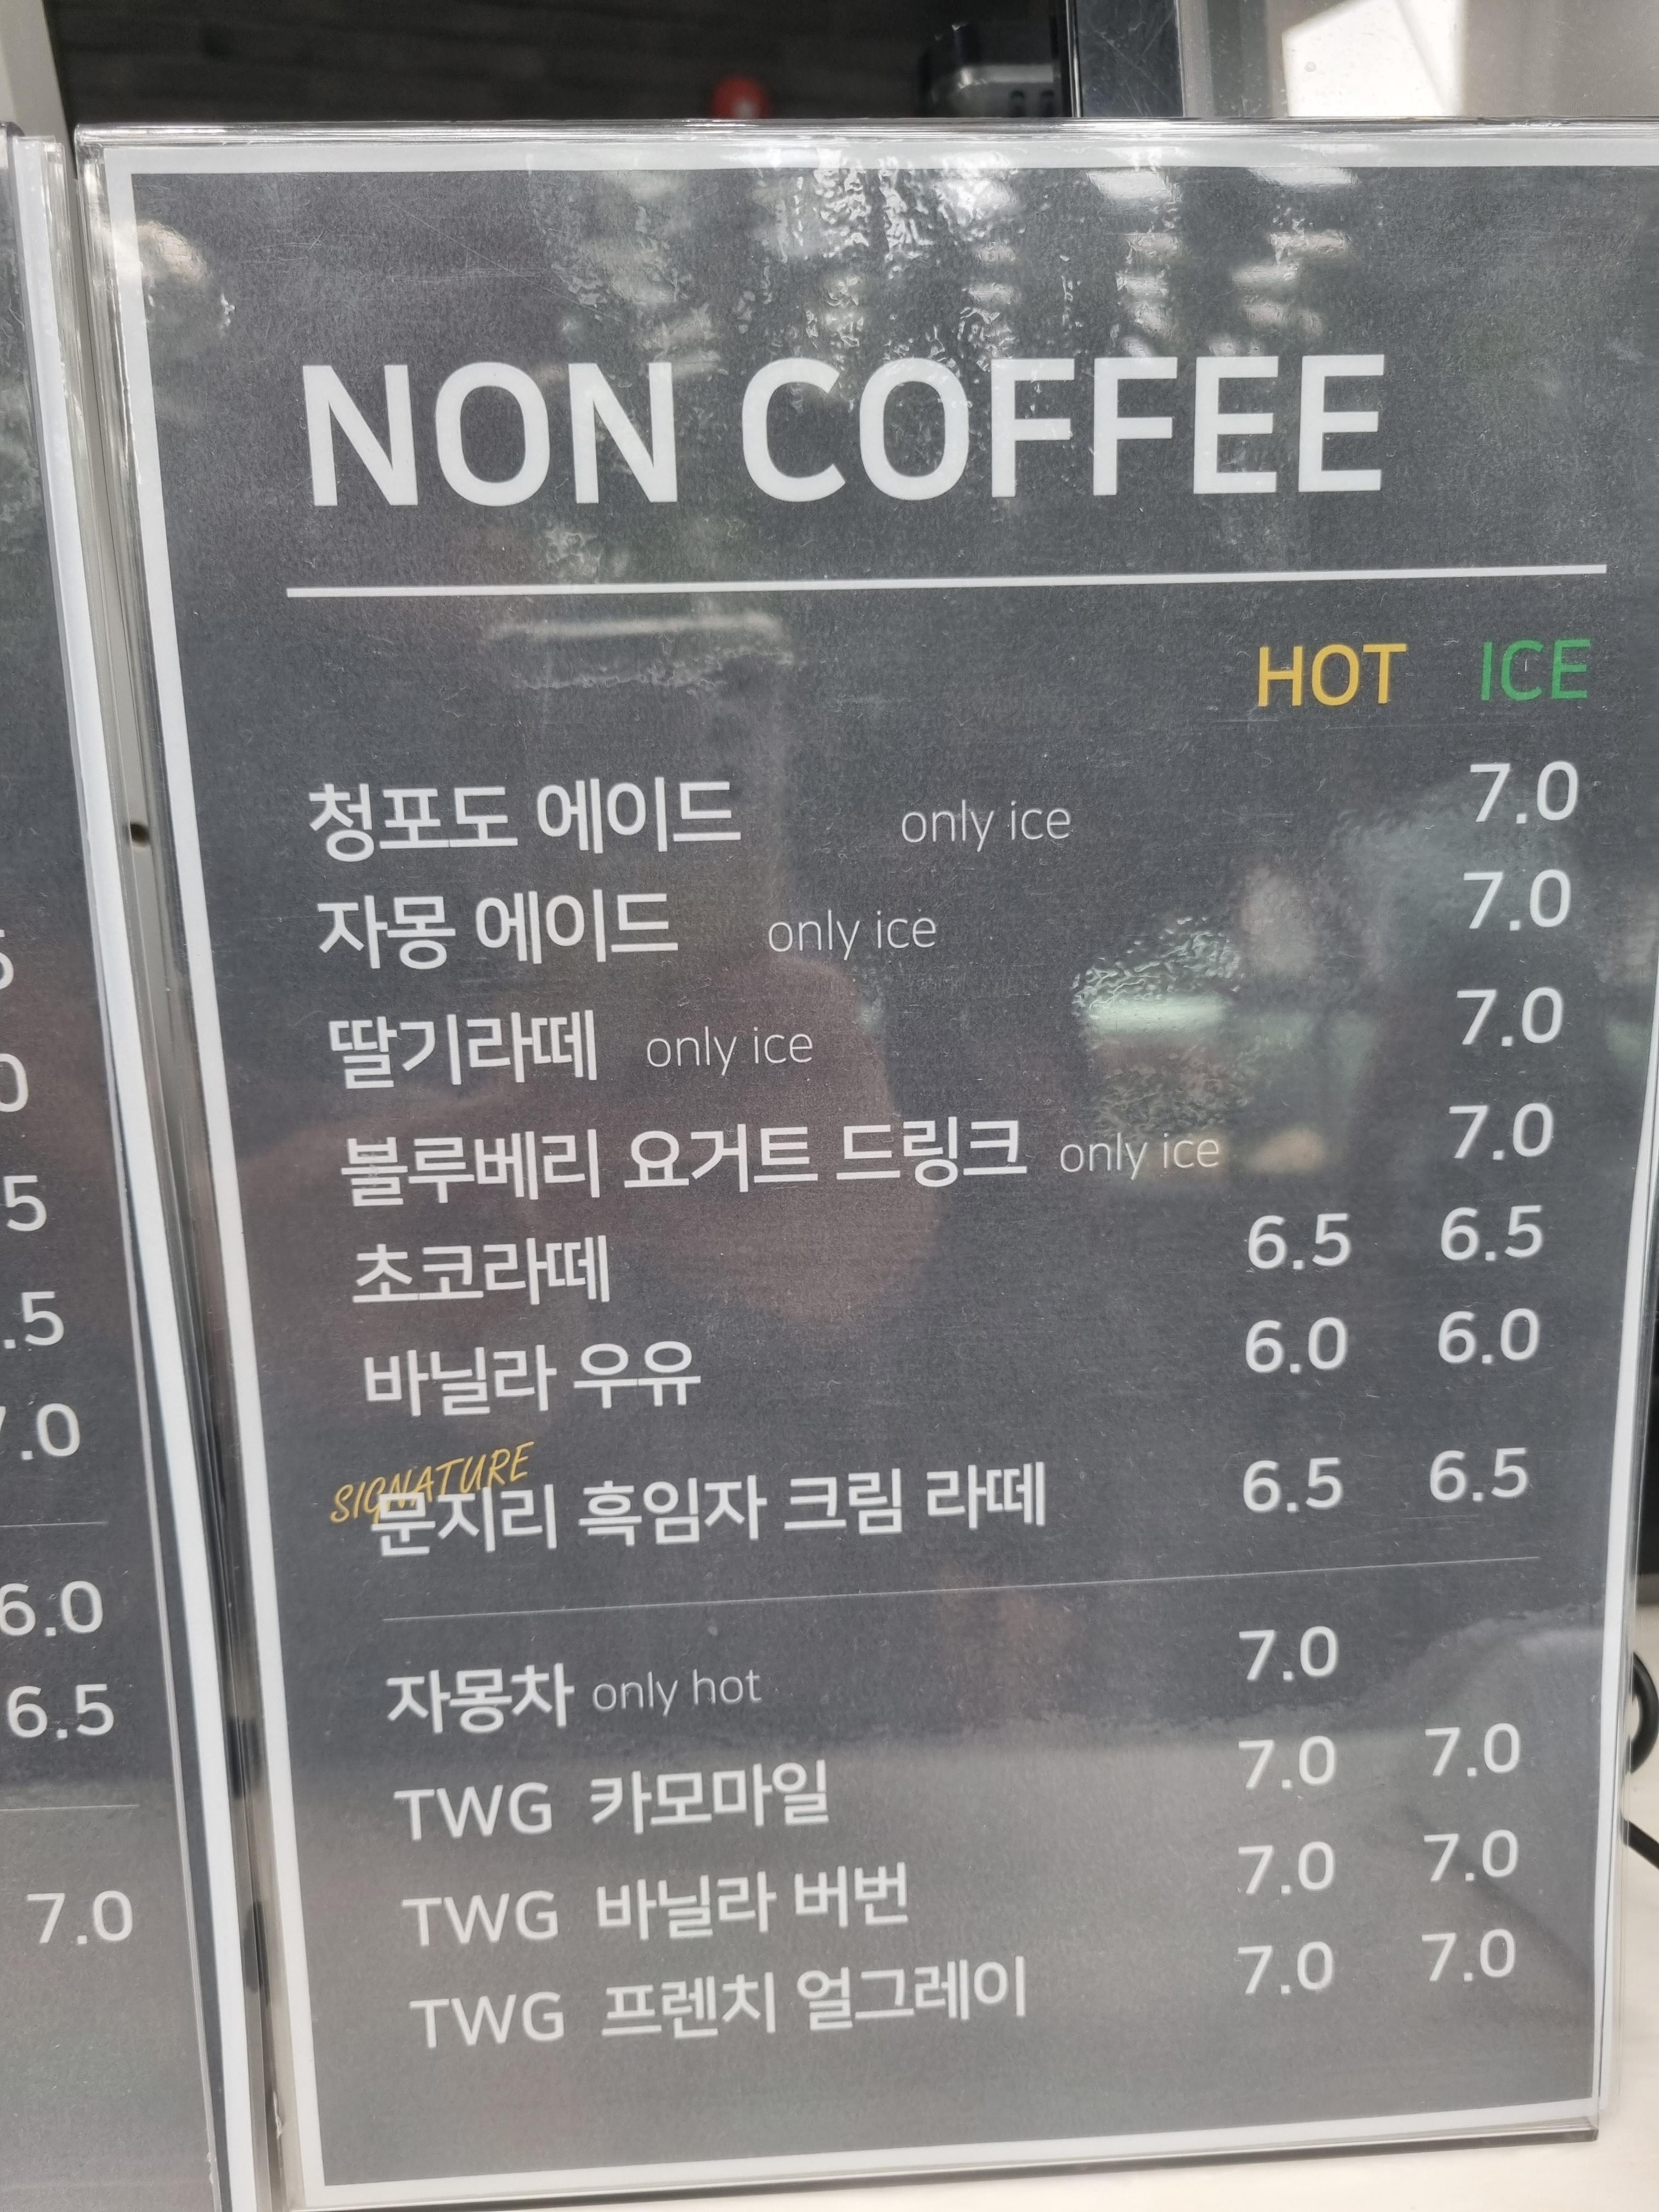 NON COFFEE
HOT ICE
청포도 에이드 only ice 7.0
자몽 에이드 only ice 7.0
딸기라떼 only ice 7.0
블루베리 요거트 드링크 only ice 7.0
초코라떼 6.5 6.5
바닐라 우유 6.0 6.0
SIGNATURE
문지리 흑임자 크림 라떼 6.5 6.5
자몽차 only hot 7.0
TWG 카모마일 7.0 7.0
TWG 바닐라 버번 7.0 7.0
TWG 프렌치 얼그레이 7.0 7.0
6.0
6.5
7.0